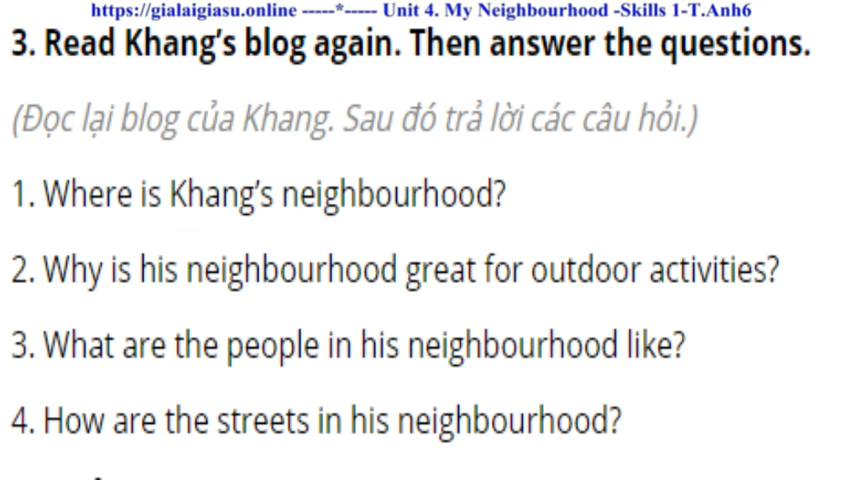 https://gialaigiasu.online -----*----- Unit 4. My Neighbourhood -Skills 1-T.Anh6
3. Read Khang's blog again. Then answer the questions.
(Đọc lại blog của Khang. Sau đó trả lời các câu hỏi.)
1. Where is Khang's neighbourhood?
2. Why is his neighbourhood great for outdoor activities?
3. What are the people in his neighbourhood like?
4. How are the streets in his neighbourhood?